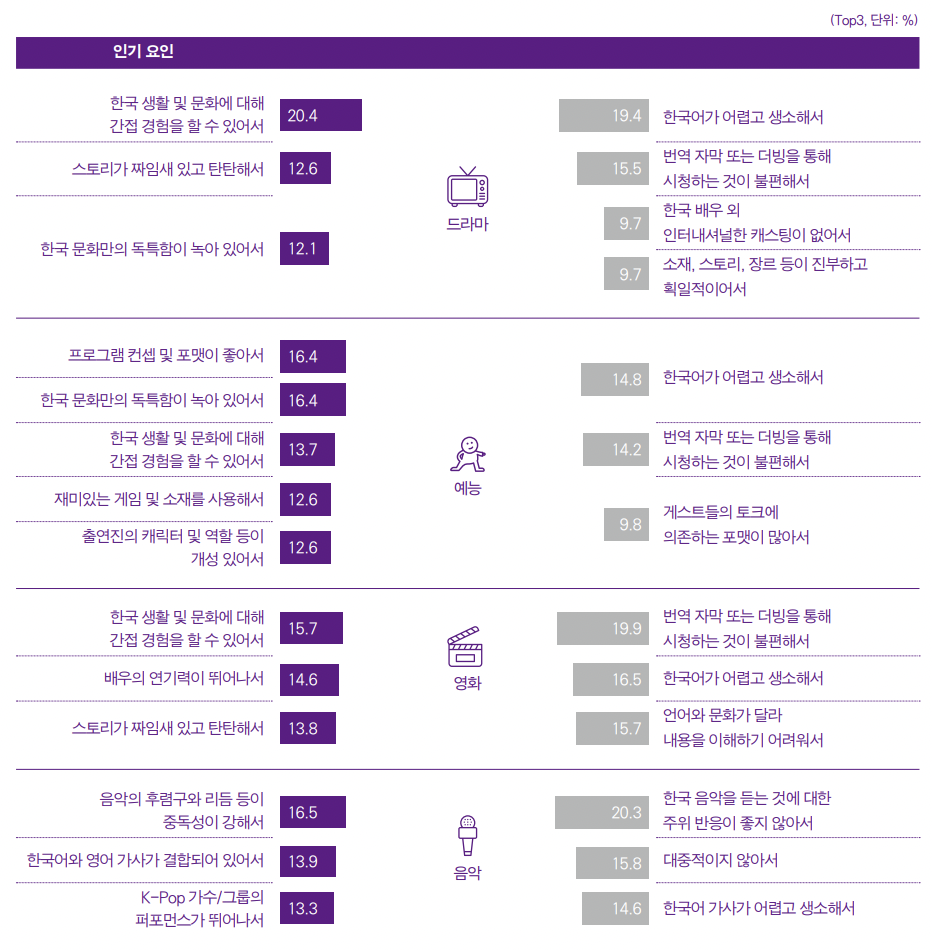 (Top3, 단위: %)
인기 요인
한국 생활 및 문화에 대해
간접 경험을 할 수 있어서
20.4
스토리가 짜임새 있고 탄탄해서
12.6
한국 문화만의 독특함이 녹아 있어서
12.1
드라마
19.4
한국어가 어렵고 생소해서
15.5
번역 자막 또는 더빙을 통해
시청하는 것이 불편해서
9.7
한국 배우 외
인터내셔널한 캐스팅이 없어서
9.7
소재, 스토리, 장르 등이 진부하고
획일적이어서
프로그램 컨셉 및 포맷이 좋아서
16.4
한국 문화만의 독특함이 녹아 있어서
16.4
한국 생활 및 문화에 대해
간접 경험을 할 수 있어서
13.7
재미있는 게임 및 소재를 사용해서
12.6
출연진의 캐릭터 및 역할 등이
개성 있어서
12.6
예능
14.8
한국어가 어렵고 생소해서
14.2
번역 자막 또는 더빙을 통해
시청하는 것이 불편해서
9.8
게스트들의 토크에
의존하는 포맷이 많아서
한국 생활 및 문화에 대해
간접 경험을 할 수 있어서
15.7
배우의 연기력이 뛰어나서
14.6
스토리가 짜임새 있고 탄탄해서
13.8
영화
19.9
번역 자막 또는 더빙을 통해
시청하는 것이 불편해서
16.5
한국어가 어렵고 생소해서
15.7
언어와 문화가 달라
내용을 이해하기 어려워서
음악의 후렴구와 리듬 등이
중독성이 강해서
16.5
한국어와 영어 가사가 결합되어 있어서
13.9
K-Pop 가수/그룹의
퍼포먼스가 뛰어나서
13.3
음악
20.3
한국 음악을 듣는 것에 대한
주위 반응이 좋지 않아서
15.8
대중적이지 않아서
14.6
한국어 가사가 어렵고 생소해서